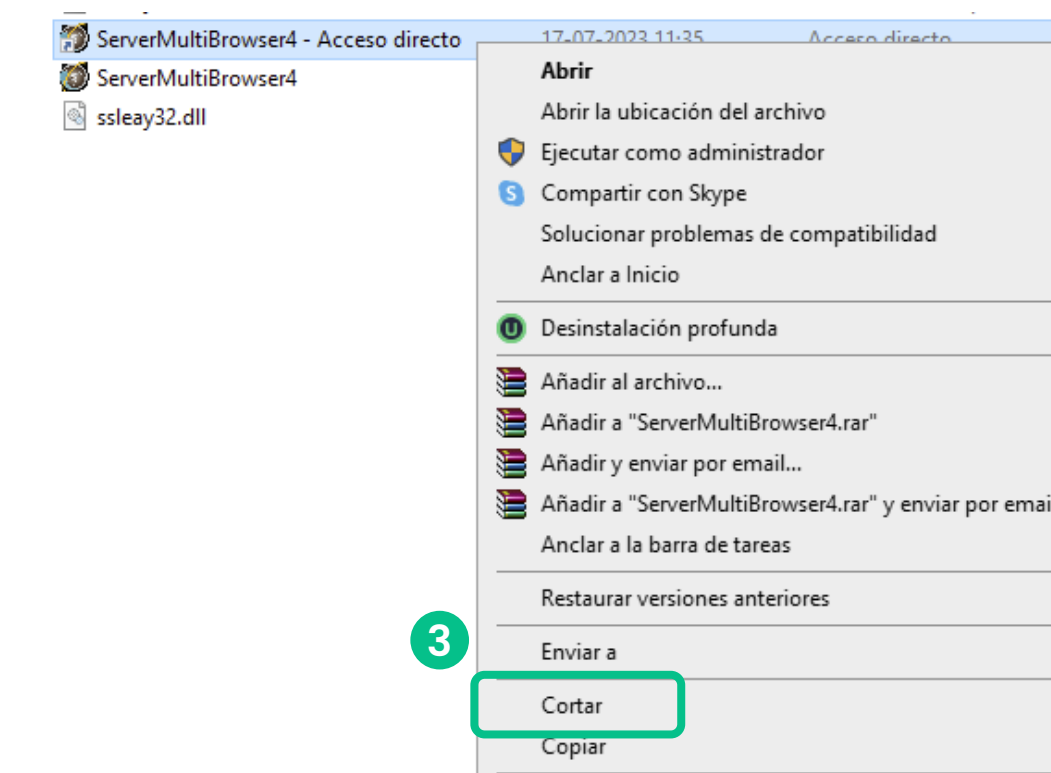 ServerMultiBrowser4 - Acceso directo 17-07-2023 11:35 Acceso directo
ServerMultiBrowser4
ssleay32.dll
Abrir
Abrir la ubicación del archivo
Ejecutar como administrador
Compartir con Skype
Solucionar problemas de compatibilidad
Anclar a Inicio
Desinstalación profunda
Añadir al archivo...
Añadir a "ServerMultiBrowser4.rar"
Añadir y enviar por email...
Añadir a "ServerMultiBrowser4.rar" y enviar por emai
Anclar a la barra de tareas
Restaurar versiones anteriores
3
Enviar a
Cortar
Copiar